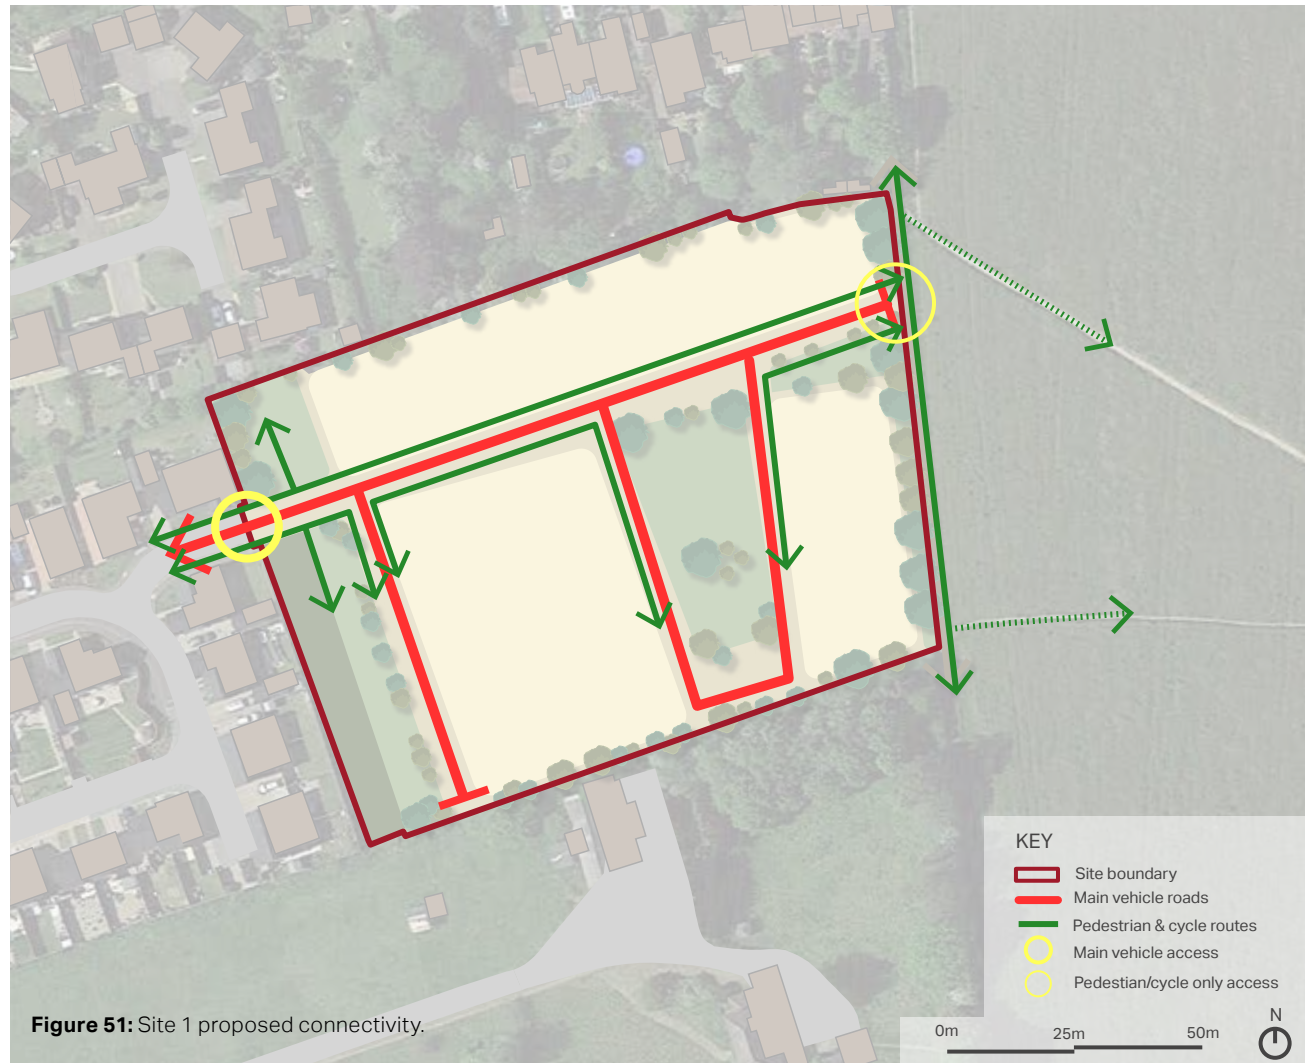 KEY
Site boundary
Main vehicle roads
Pedestrian & cycle routes
Main vehicle access
Pedestian/cycle only access
Figure 51: Site 1 proposed connectivity.
0m 25m 50m
N